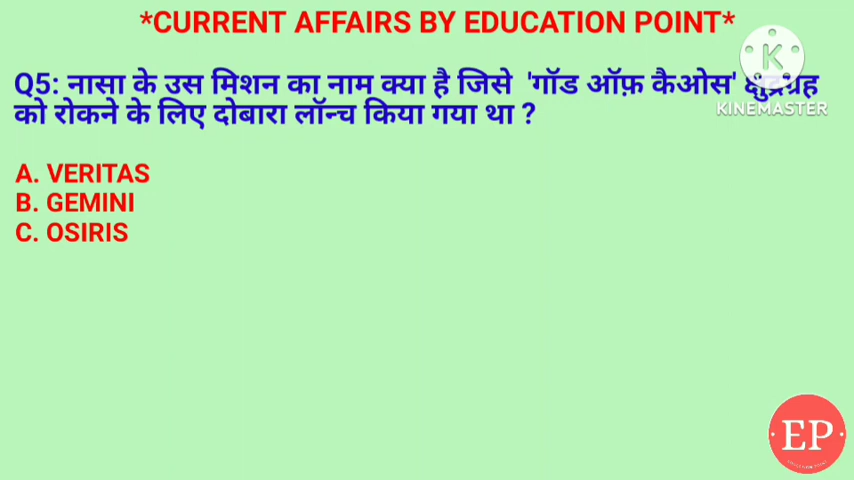 *CURRENT AFFAIRS BY EDUCATION POINT*
Q5: नासा के उस मिशन का नाम क्या है जिसे 'गॉड ऑफ़ कैओस' क्षुद्रग्रह
को रोकने के लिए दोबारा लॉन्च किया गया था ?
K
KINEMASTER
A. VERITAS
B. GEMINI
C. OSIRIS
EP